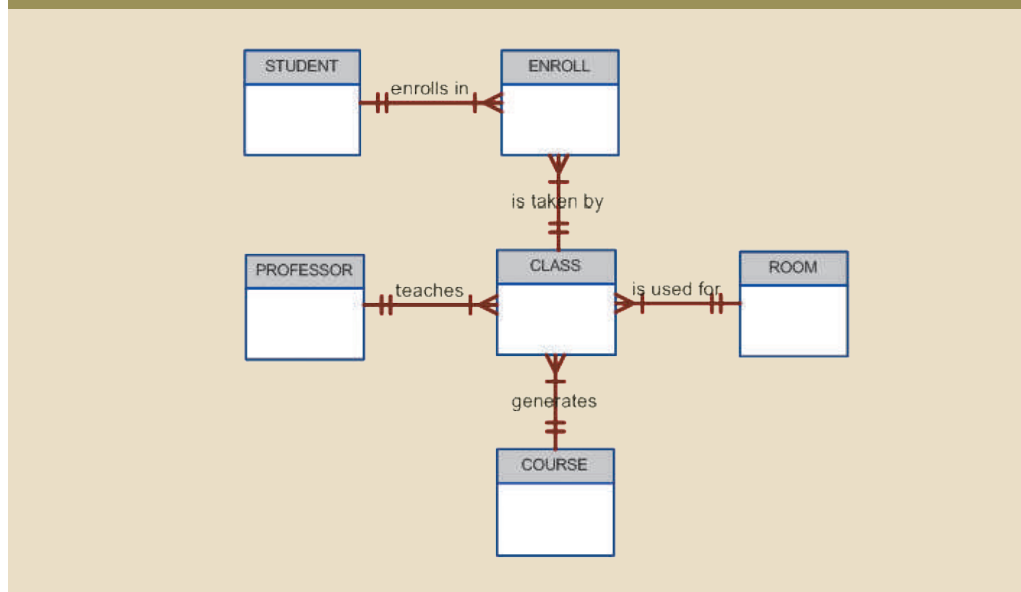 STUDENT
enrolls in
ENROLL
is taken by
PROFESSOR
teaches
CLASS
is used for
ROOM
generates
COURSE